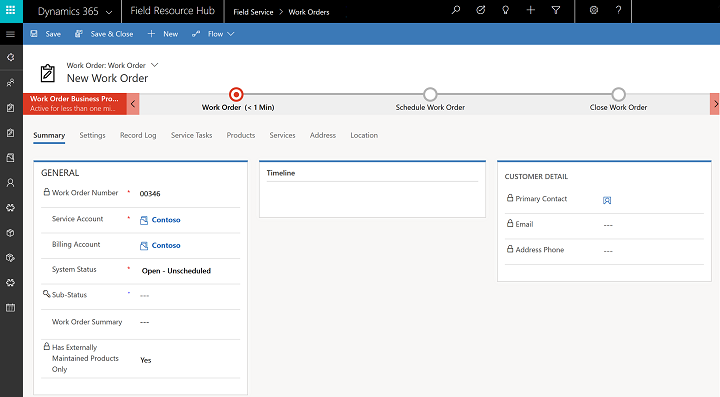 Dynamics 365 Field Resource Hub Field Service > Work Orders
Save Save & Close New Flow
Work Order: Work Order
New Work Order
Work Order Business Pro...
Active for less than one mi...
Work Order (< 1 Min) Schedule Work Order Close Work Order
Summary Settings Record Log Service Tasks Products Services Address Location
GENERAL
Work Order Number * 00346
Service Account * Contoso
Billing Account Contoso
System Status * Open - Unscheduled
Sub-Status * ---
Work Order Summary ---
Has Externally
Maintained Products
Only
Yes
Timeline
CUSTOMER DETAIL
Primary Contact
Email ---
Address Phone ---